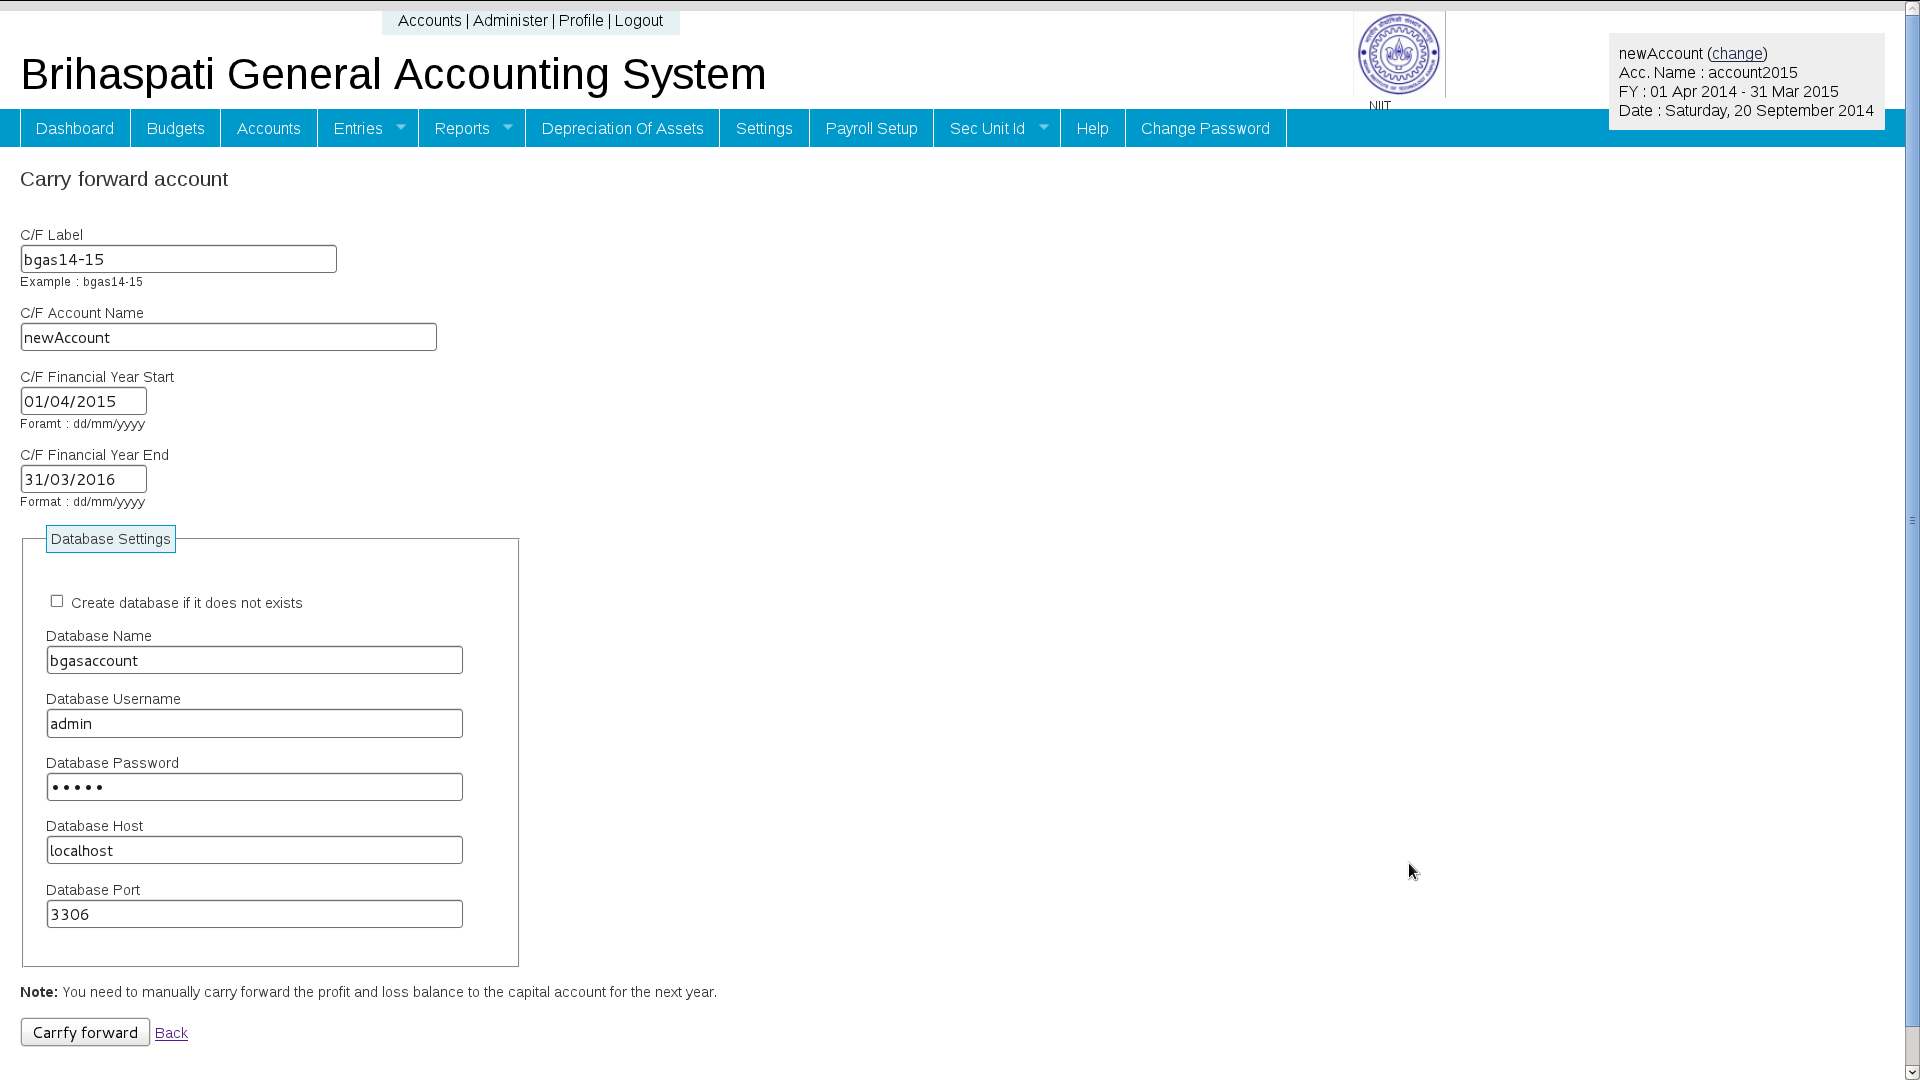 Accounts | Administer | Profile | Logout
Brihaspati General Accounting System
NIIT
newAccount (change)
Acc. Name : account2015
FY : 01 Apr 2014 - 31 Mar 2015
Date : Saturday, 20 September 2014
Dashboard Budgets Accounts Entries Reports Depreciation Of Assets Settings Payroll Setup Sec Unit Id Help Change Password
Carry forward account
C/F Label
bgas14-15
Example : bgas14-15
C/F Account Name
newAccount
C/F Financial Year Start
01/04/2015
Foramt : dd/mm/yyyy
C/F Financial Year End
31/03/2016
Format : dd/mm/yyyy
Database Settings
Create database if it does not exists
Database Name
bgasaccount
Database Username
admin
Database Password
•••••
Database Host
localhost
Database Port
3306
Note: You need to manually carry forward the profit and loss balance to the capital account for the next year.
Carrfy forward Back